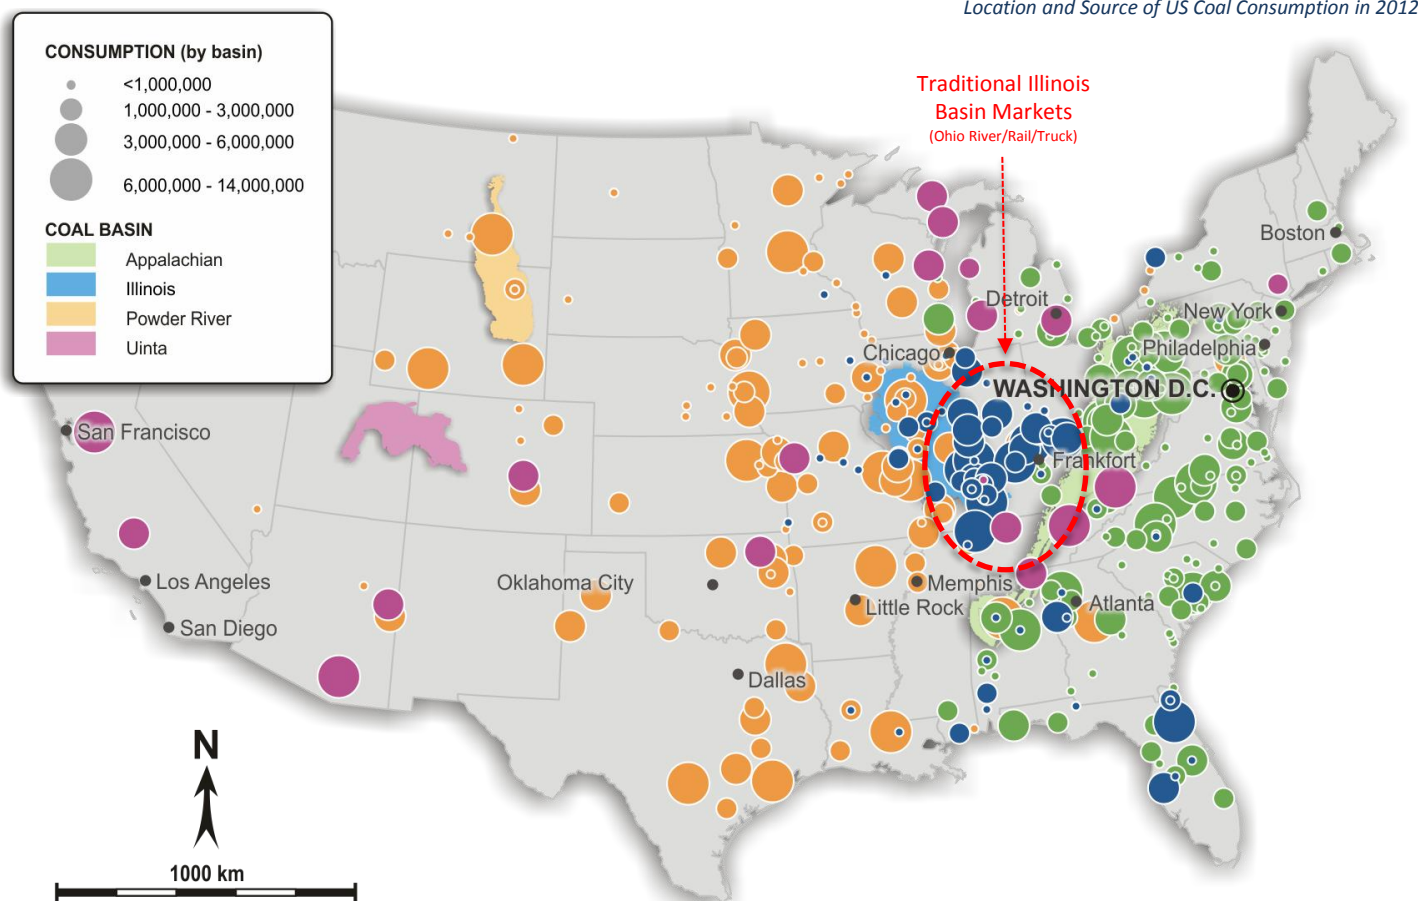 Location and Source of US Coal Consumption in 2012
CONSUMPTION (by basin)
<1,000,000
1,000,000 - 3,000,000
3,000,000 - 6,000,000
6,000,000 - 14,000,000
COAL BASIN
Appalachian
Illinois
Powder River
Uinta
Traditional Illinois
Basin Markets
(Ohio River/Rail/Truck)
Boston
Detroit
New York
Chicago
Philadelphia
WASHINGTON D.C.
San Francisco
Frankfort
Los Angeles
Oklahoma City
Memphis
Little Rock
Atlanta
San Diego
Dallas
N
1000 km